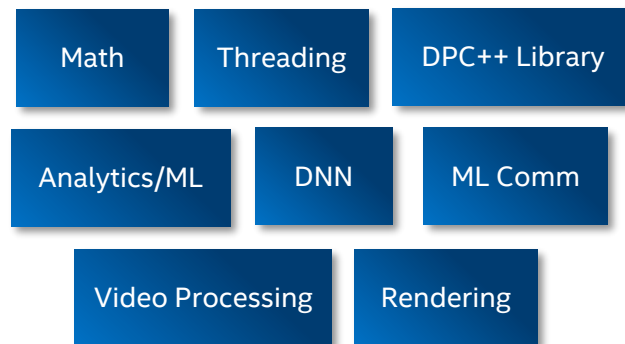 Math
Threading
DPC++ Library
Analytics/ML
DNN
ML Comm
Video Processing
Rendering